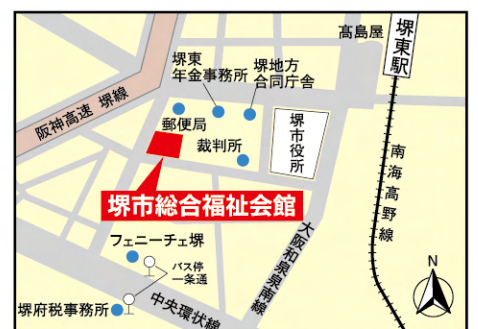 髙島屋
堺東駅
堺東
年金事務所
堺地方
合同庁舎
阪神高速 堺線
郵便局
裁判所
堺市役所
南海高野線
堺市総合福祉会館
大阪和泉泉南線
フェニーチェ堺
バス停
一条通
堺府税事務所
中央環状線
N